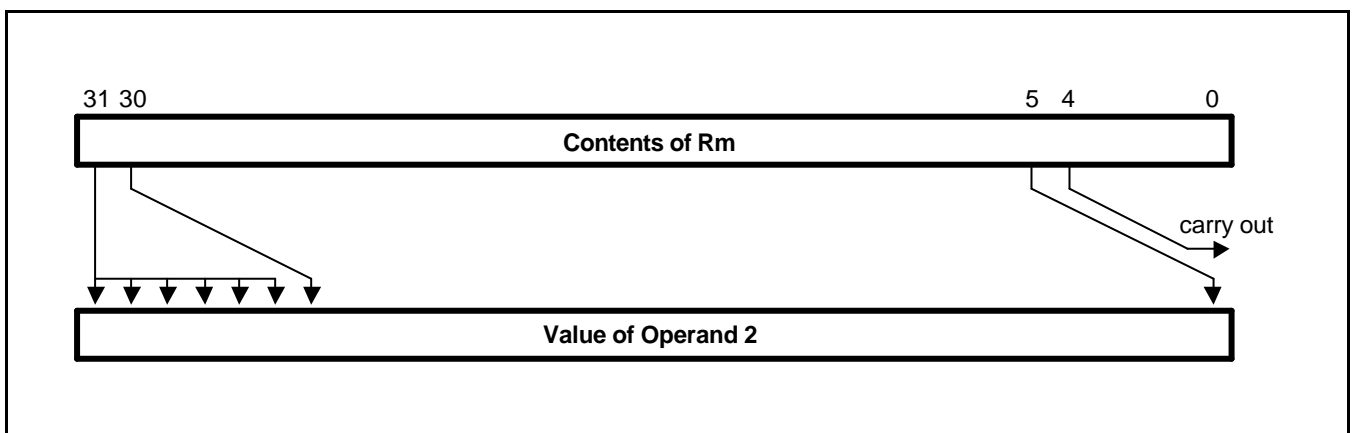 31 30 5 4 0
Contents of Rm
carry out
Value of Operand 2